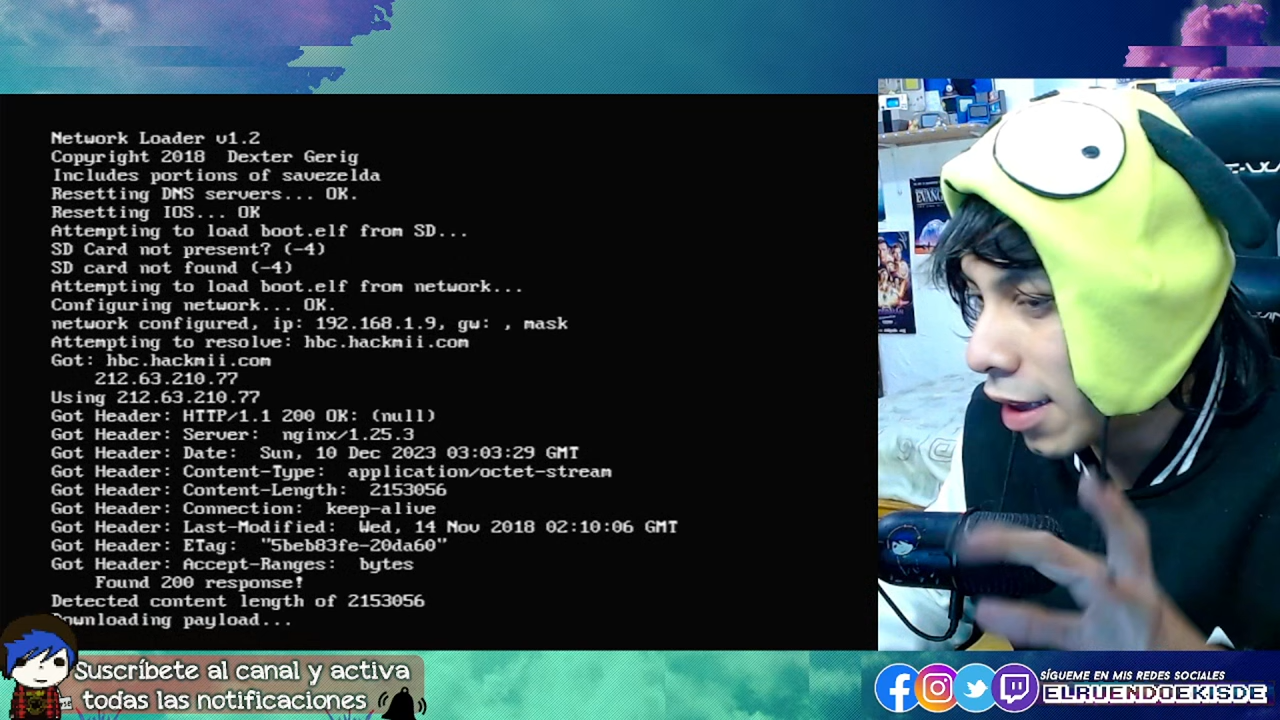 Network Loader v1.2
Copyright 2018  Dexter Gerig
Includes portions of savezelda
Resetting DNS servers... OK.
Resetting IOS... OK
Attempting to load boot.elf from SD...
SD Card not present? (-4)
SD card not found (-4)
Attempting to load boot.elf from network...
Configuring network... OK.
network configured, ip: 192.168.1.9, gw: , mask
Attempting to resolve: hbc.hackmii.com
Got: hbc.hackmii.com
212.63.210.77
Using 212.63.210.77
Got Header: HTTP/1.1 200 OK: (null)
Got Header: Server:  nginx/1.25.3
Got Header: Date:  Sun, 10 Dec 2023 03:03:29 GMT
Got Header: Content-Type:  application/octet-stream
Got Header: Content-Length:  2153056
Got Header: Connection:  keep-alive
Got Header: Last-Modified:  Wed, 14 Nov 2018 02:10:06 GMT
Got Header: ETag:  "5beb83fe-20da60"
Got Header: Accept-Ranges:  bytes
Found 200 response!
Detected content length of 2153056
Downloading payload...
Suscríbete al canal y activa
todas las notificaciones
SÍGUEME EN MIS REDES SOCIALES
ELRUENDOEKISDE